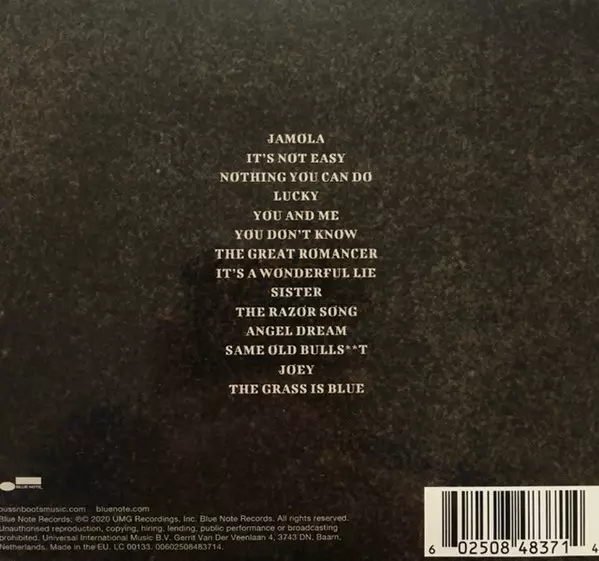 JAMOLA
IT'S NOT EASY
NOTHING YOU CAN DO
LUCKY
YOU AND ME
YOU DON'T KNOW
THE GREAT ROMANCER
IT'S A WONDERFUL LIE
SISTER
THE RAZOR SONG
ANGEL DREAM
SAME OLD BULLS**T
JOEY
THE GRASS IS BLUE
BLUE NOTE
pussnbootsmusic.com bluenote.com
Blue Note Records; ℗© 2020 UMG Recordings, Inc. Blue Note Records. All rights reserved.
Unauthorised reproduction, copying, hiring, lending, public performance or broadcasting
prohibited. Universal International Music B.V. Gerrit Van Der Veenlaan 4, 3743 DN, Baarn,
Netherlands. Made in the EU. LC 00133. 00602508483714.
6 02508 48371 4